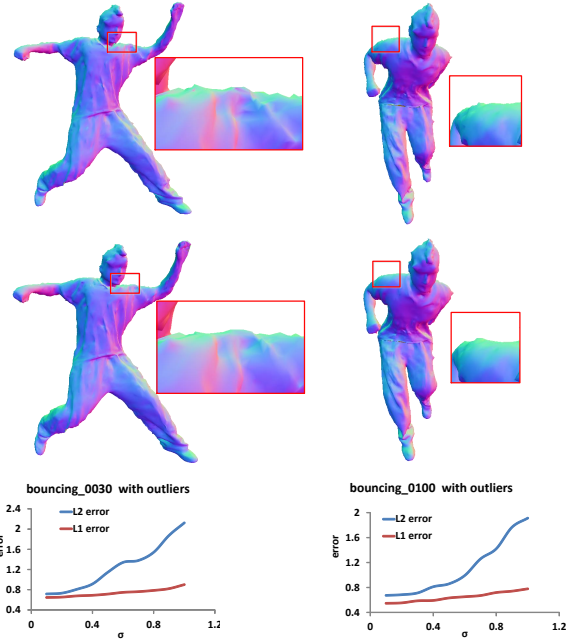 bouncing_0030 with outliers
2.4
2
1.6
1.2
0.8
0.4
error
L2 error
L1 error
0
0.4
0.8
1.2
σ
bouncing_0100 with outliers
2
1.6
1.2
0.8
0.4
error
L2 error
L1 error
0
0.4
0.8
1.2
σ